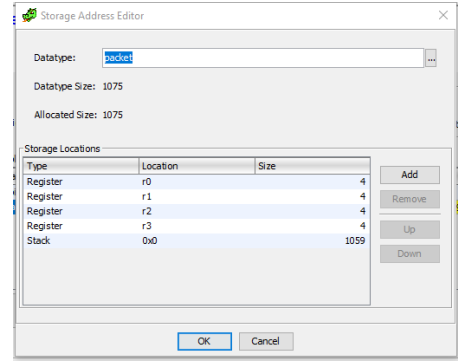 Storage Address Editor
Datatype: packet ...
Datatype Size: 1075
Allocated Size: 1075
Storage Locations
Type Location Size
Register r0 4
Register r1 4
Register r2 4
Register r3 4
Stack 0x0 1059
Add
Remove
Up
Down
OK Cancel